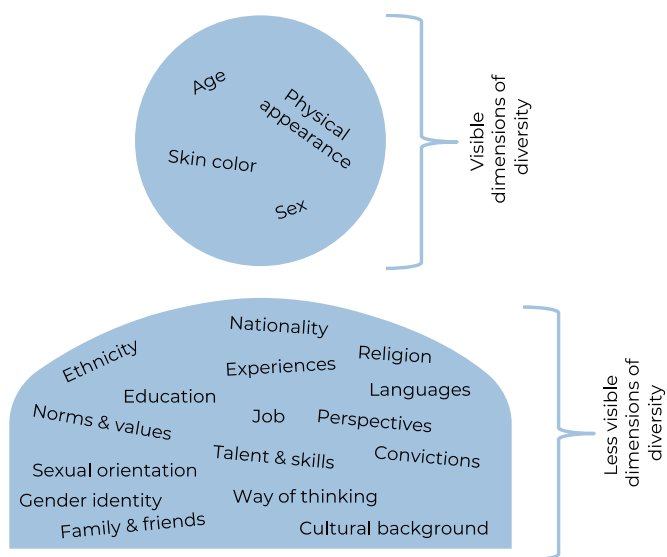 Age
Physical
appearance
Skin color
Sex
Visible
dimensions of
diversity
Nationality
Ethnicity
Religion
Experiences
Languages
Education
Norms & values
Job
Perspectives
Talent & skills
Convictions
Sexual orientation
Gender identity
Way of thinking
Family & friends
Cultural background
Less visible
dimensions of
diversity